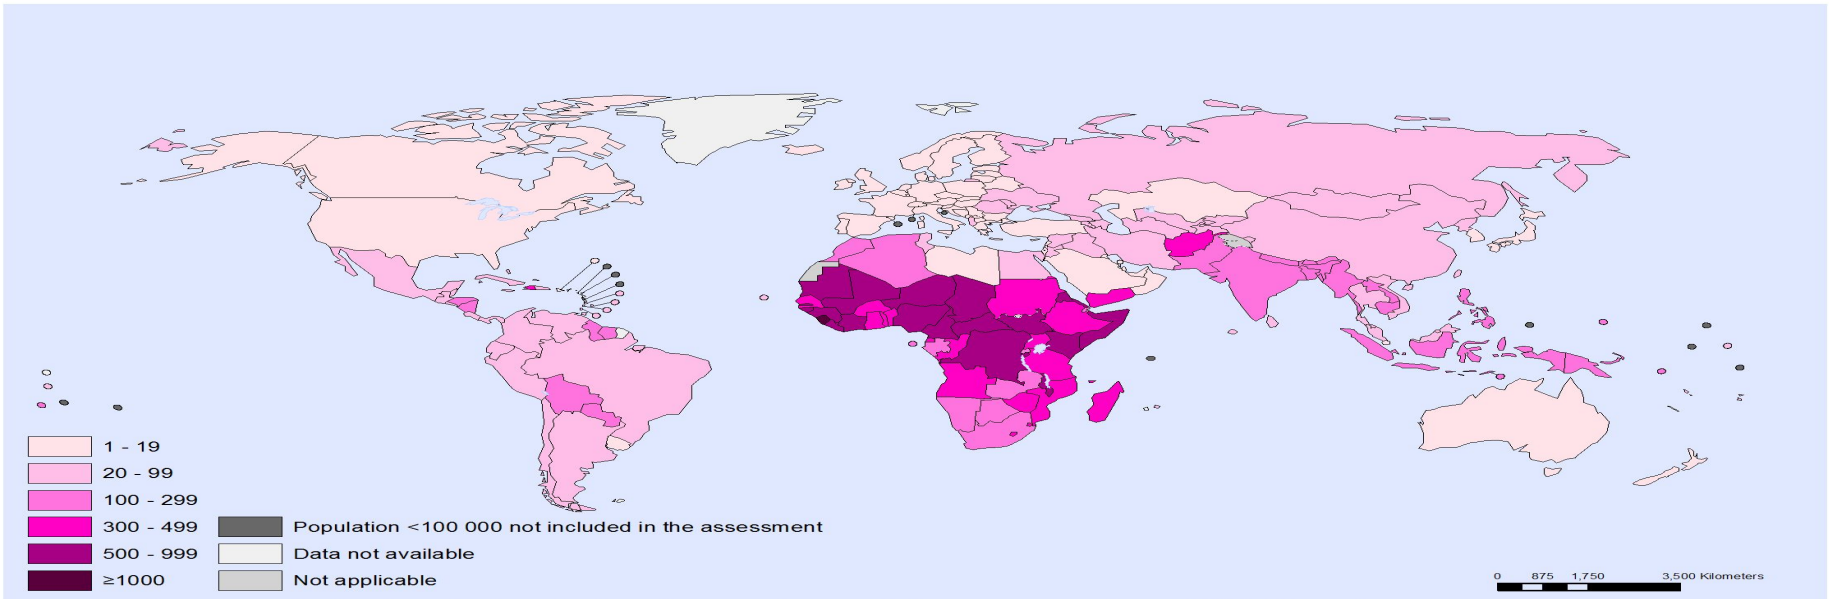 1 - 19
20 - 99
100 - 299
300 - 499
500 - 999
≥1000
Population <100 000 not included in the assessment
Data not available
Not applicable
0 875 1,750 3,500 Kilometers